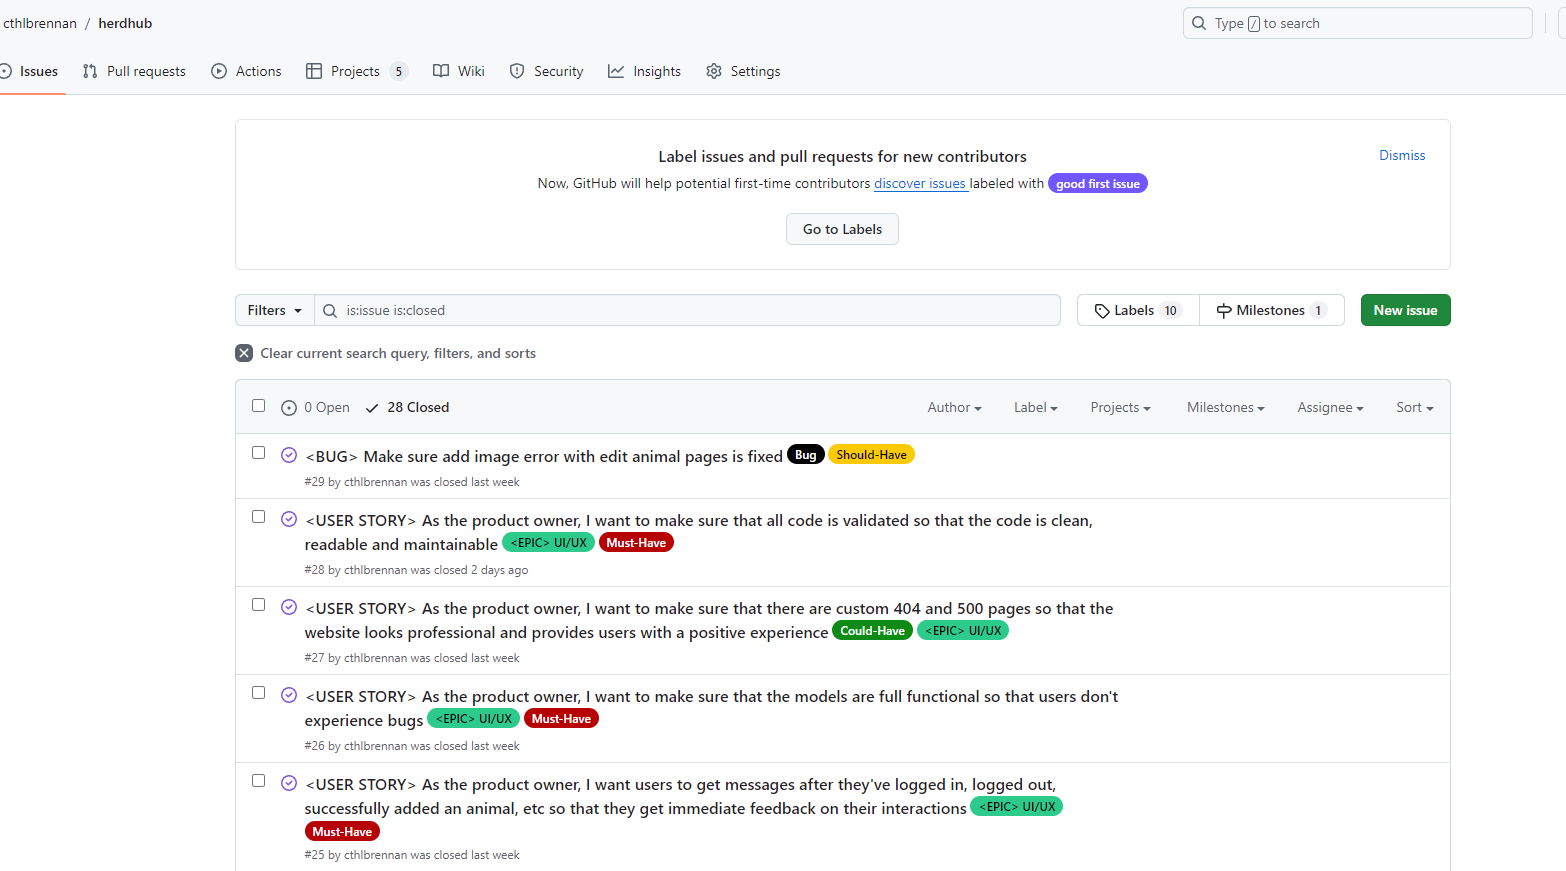 cthlbrennan / herdhub
Type / to search
Issues Pull requests Actions Projects 5 Wiki Security Insights Settings
Label issues and pull requests for new contributors
Dismiss
Now, GitHub will help potential first-time contributors discover issues labeled with good first issue
Go to Labels
Filters is:issue is:closed Labels 10 Milestones 1 New issue
Clear current search query, filters, and sorts
0 Open 28 Closed Author Label Projects Milestones Assignee Sort
<BUG> Make sure add image error with edit animal pages is fixed Bug Should-Have
#29 by cthlbrennan was closed last week
<USER STORY> As the product owner, I want to make sure that all code is validated so that the code is clean,
readable and maintainable <EPIC> UI/UX Must-Have
#28 by cthlbrennan was closed 2 days ago
<USER STORY> As the product owner, I want to make sure that there are custom 404 and 500 pages so that the
website looks professional and provides users with a positive experience Could-Have <EPIC> UI/UX
#27 by cthlbrennan was closed last week
<USER STORY> As the product owner, I want to make sure that the models are full functional so that users don't
experience bugs <EPIC> UI/UX Must-Have
#26 by cthlbrennan was closed last week
<USER STORY> As the product owner, I want users to get messages after they've logged in, logged out,
successfully added an animal, etc so that they get immediate feedback on their interactions <EPIC> UI/UX
Must-Have
#25 by cthlbrennan was closed last week